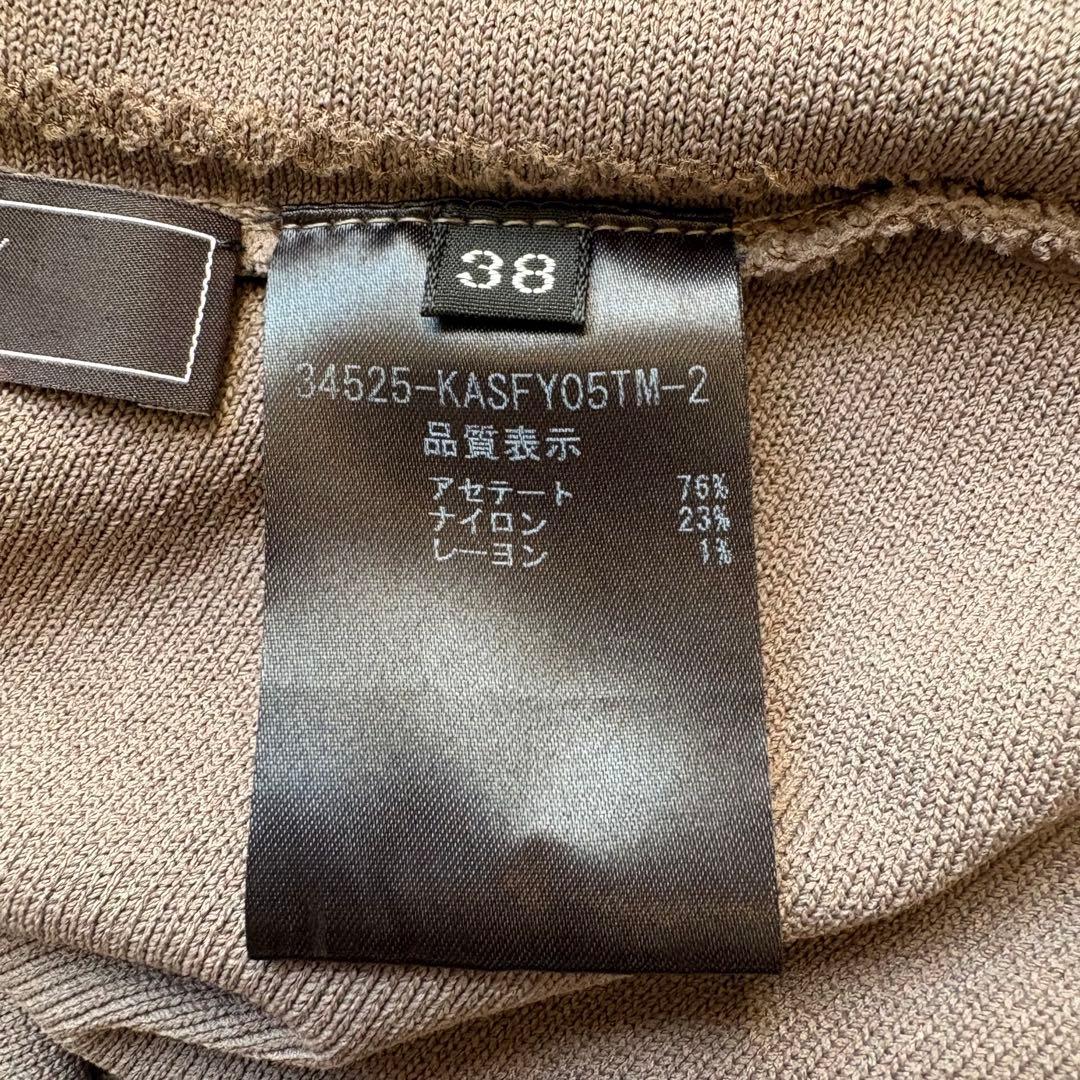 38
34525-KASFY05TM-2
品質表示
アセテート 76%
ナイロン 23%
レーヨン 1%